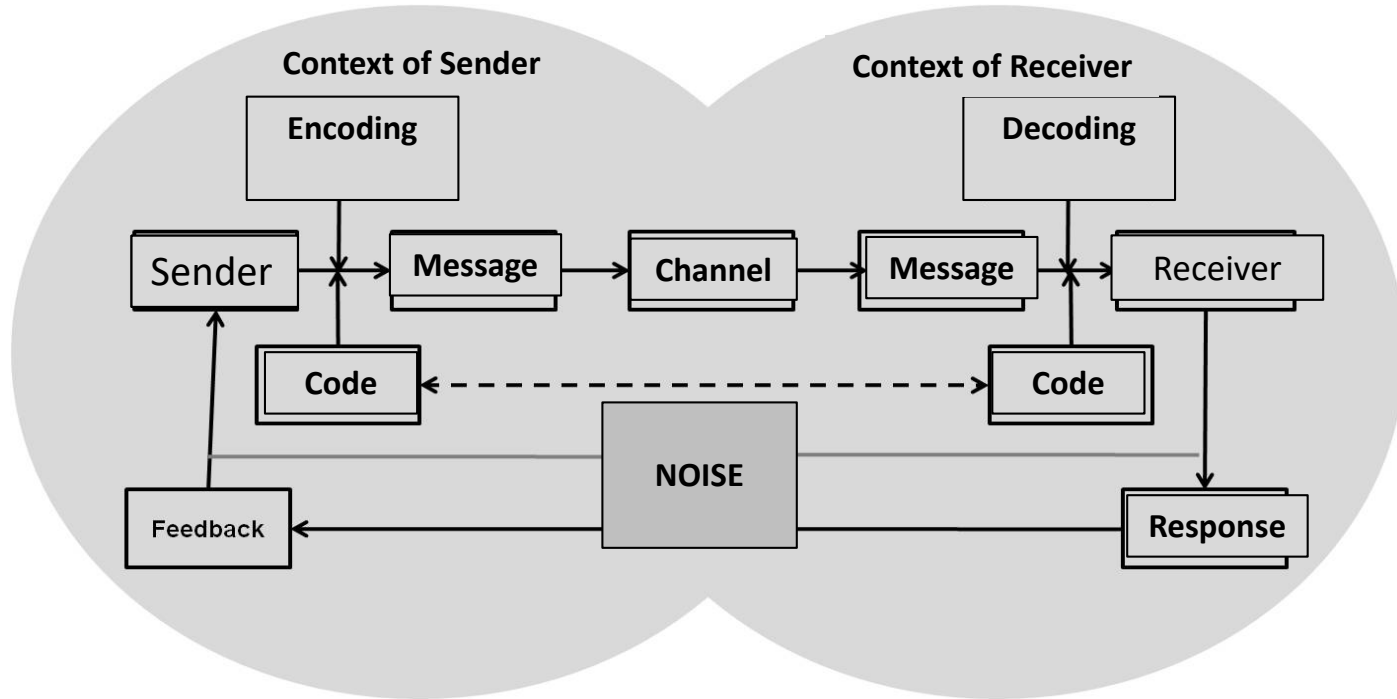 Context of Sender
Context of Receiver
Encoding
Decoding
Sender
Message
Channel
Message
Receiver
Code
Code
NOISE
Feedback
Response